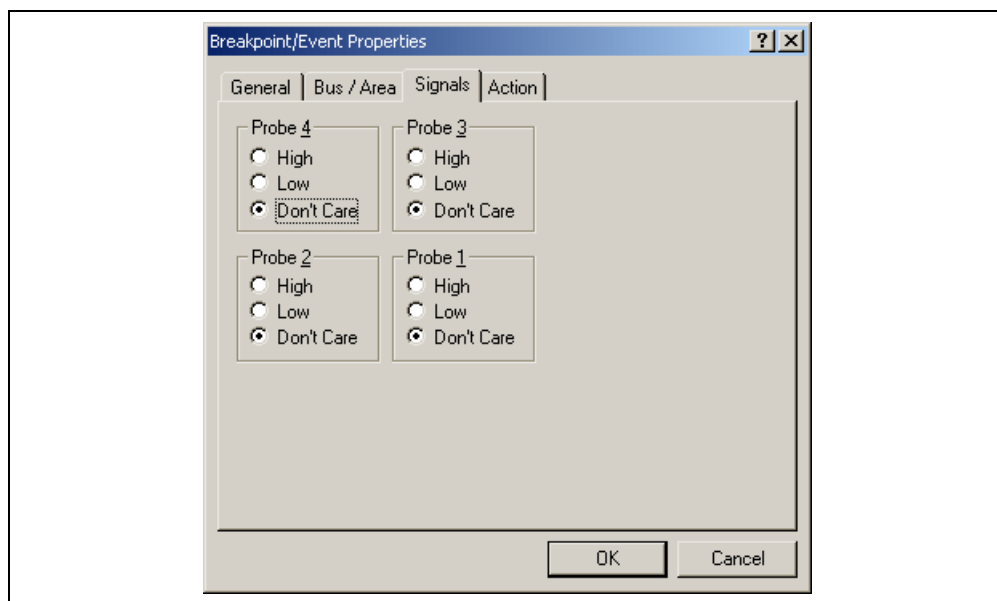 Breakpoint/Event Properties
General Bus / Area Signals Action
Probe 4 Probe 3
High High
Low Low
Don't Care Don't Care
Probe 2 Probe 1
High High
Low Low
Don't Care Don't Care
OK Cancel